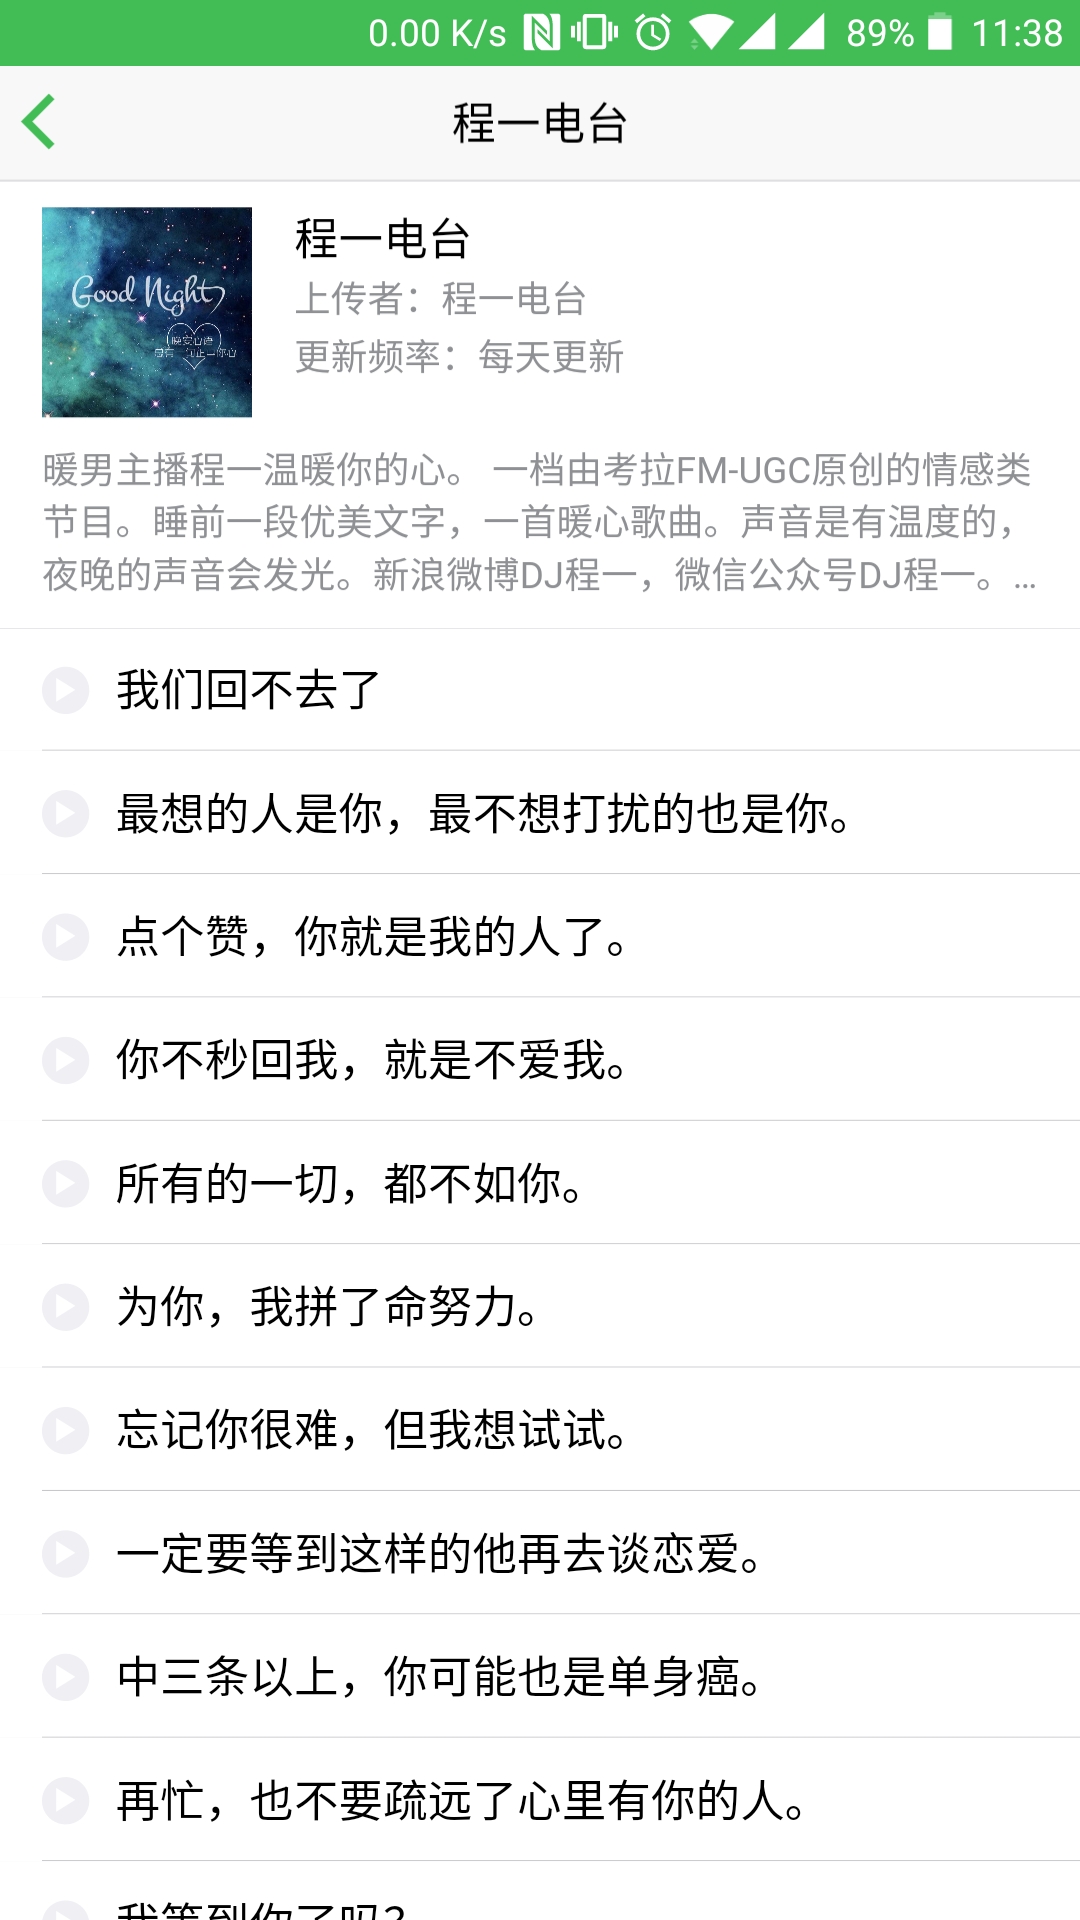 0.00 K/s 89% 11:38
程一电台
Good Night
晚安心语
程一电台
上传者：程一电台
更新频率：每天更新
暖男主播程一温暖你的心。 一档由考拉FM-UGC原创的情感类
节目。睡前一段优美文字，一首暖心歌曲。声音是有温度的，
夜晚的声音会发光。新浪微博DJ程一，微信公众号DJ程一。...
我们回不去了
最想的人是你，最不想打扰的也是你。
点个赞，你就是我的人了。
你不秒回我，就是不爱我。
所有的一切，都不如你。
为你，我拼了命努力。
忘记你很难，但我想试试。
一定要等到这样的他再去谈恋爱。
中三条以上，你可能也是单身癌。
再忙，也不要疏远了心里有你的人。
我等到你了吗？